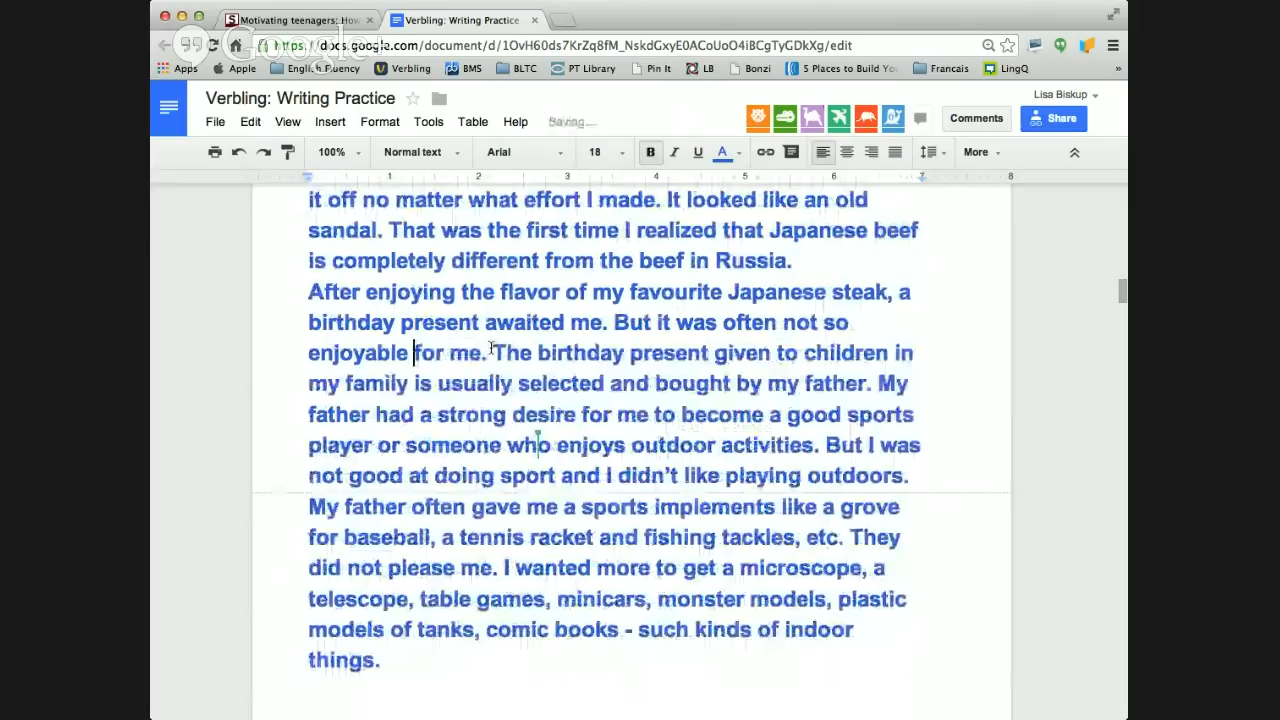 Motivating teenagers: How
Verbling: Writing Practice
Google+
https://docs.google.com/document/d/1OvH60ds7KrZq8fM_NskdGxyE0ACoUoO4iBCgTyGDkXg/edit
Apps Apple English Fluency Verbling BMS BLTC PT Library Pin It LB Bonzi 5 Places to Build Yo Francais LingQ »
Verbling: Writing Practice
Lisa Biskup
File Edit View Insert Format Tools Table Help Saving...
Comments Share
100% Normal text Arial 18 B I U A More
1 2 3 4 5 6 7 8
it off no matter what effort I made. It looked like an old
sandal. That was the first time I realized that Japanese beef
is completely different from the beef in Russia.
After enjoying the flavor of my favourite Japanese steak, a
birthday present awaited me. But it was often not so
enjoyable for me. The birthday present given to children in
my family is usually selected and bought by my father. My
father had a strong desire for me to become a good sports
player or someone who enjoys outdoor activities. But I was
not good at doing sport and I didn't like playing outdoors.
My father often gave me a sports implements like a grove
for baseball, a tennis racket and fishing tackles, etc. They
did not please me. I wanted more to get a microscope, a
telescope, table games, minicars, monster models, plastic
models of tanks, comic books - such kinds of indoor
things.